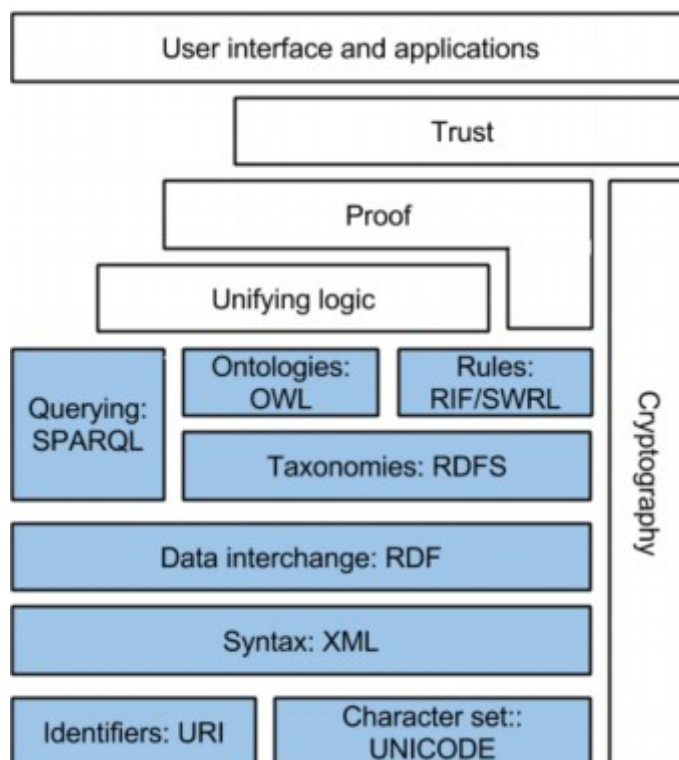 User interface and applications
Trust
Proof
Unifying logic
Querying:
SPARQL
Ontologies:
OWL
Rules:
RIF/SWRL
Taxonomies: RDFS
Cryptography
Data interchange: RDF
Syntax: XML
Identifiers: URI
Character set::
UNICODE